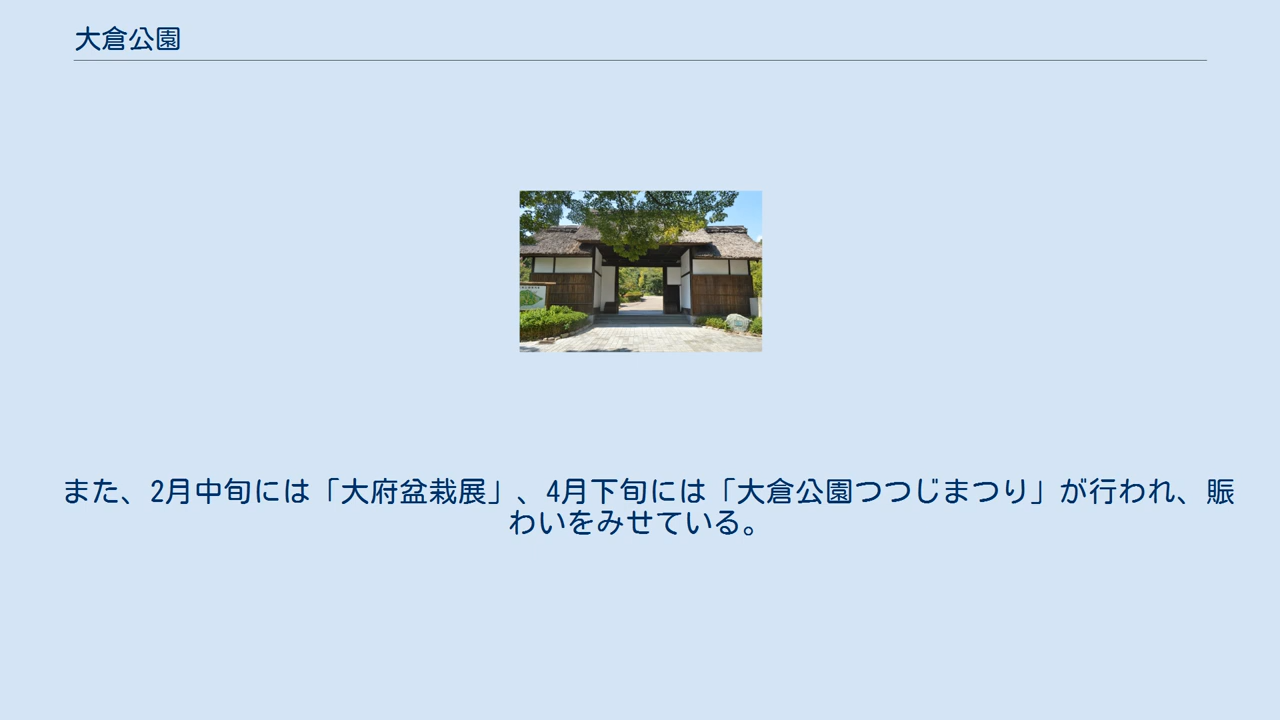 大倉公園
また、2月中旬には「大府盆栽展」、4月下旬には「大倉公園つつじまつり」が行われ、賑
わいをみせている。